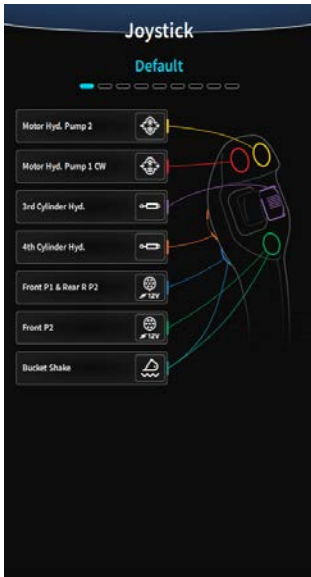 Joystick
Default
Motor Hyd. Pump 2
Motor Hyd. Pump 1 CW
3rd Cylinder Hyd.
4th Cylinder Hyd.
Front P1 & Rear R P2
12V
Front P2
12V
Bucket Shake